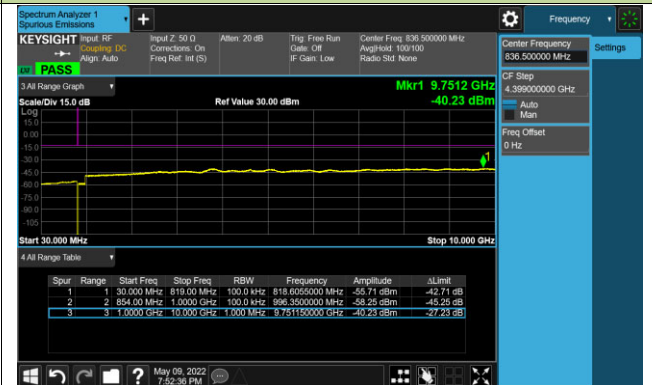 Spectrum Analyzer 1
Spurious Emissions
Frequency
KEYSIGHT
Input: RF
Coupling: DC
Align: Auto
Input Z: 50 Ω
Corrections: On
Freq Ref: Int (S)
Atten: 20 dB
Trig: Free Run
Gate: Off
IF Gain: Low
Center Freq: 836.500000 MHz
Avg|Hold: 100/100
Radio Std: None
PASS
Center Frequency
836.500000 MHz
Settings
CF Step
4.399000000 GHz
Auto
Man
Freq Offset
0 Hz
3 All Range Graph
Mkr1 9.7512 GHz
-40.23 dBm
Scale/Div 15.0 dB
Ref Value 30.00 dBm
Log
15.0
0.00
-15.0
-30.0
-45.0
-60.0
-75.0
-90.0
-105
1
Start 30.000 MHz
Stop 10.000 GHz
4 All Range Table
Spur Range Start Freq Stop Freq RBW Frequency Amplitude ΔLimit
1 1 30.000 MHz 819.00 MHz 100.0 kHz 818.6055000 MHz -55.71 dBm -42.71 dB
2 2 854.00 MHz 1.0000 GHz 100.0 kHz 996.3500000 MHz -58.25 dBm -45.25 dB
3 3 1.0000 GHz 10.000 GHz 1.000 MHz 9.751150000 GHz -40.23 dBm -27.23 dB
May 09, 2022
7:52:36 PM